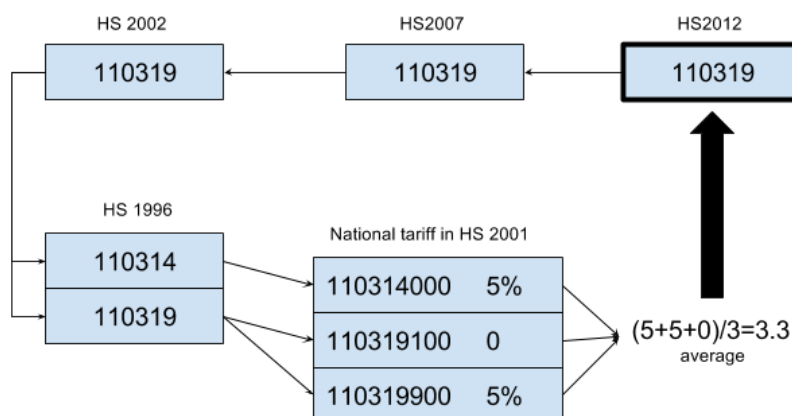 HS 2002
HS2007
HS2012
110319
110319
110319
HS 1996
110314
110319
National tariff in HS 2001
110314000 5%
110319100 0
110319900 5%
(5+5+0)/3=3.3
average